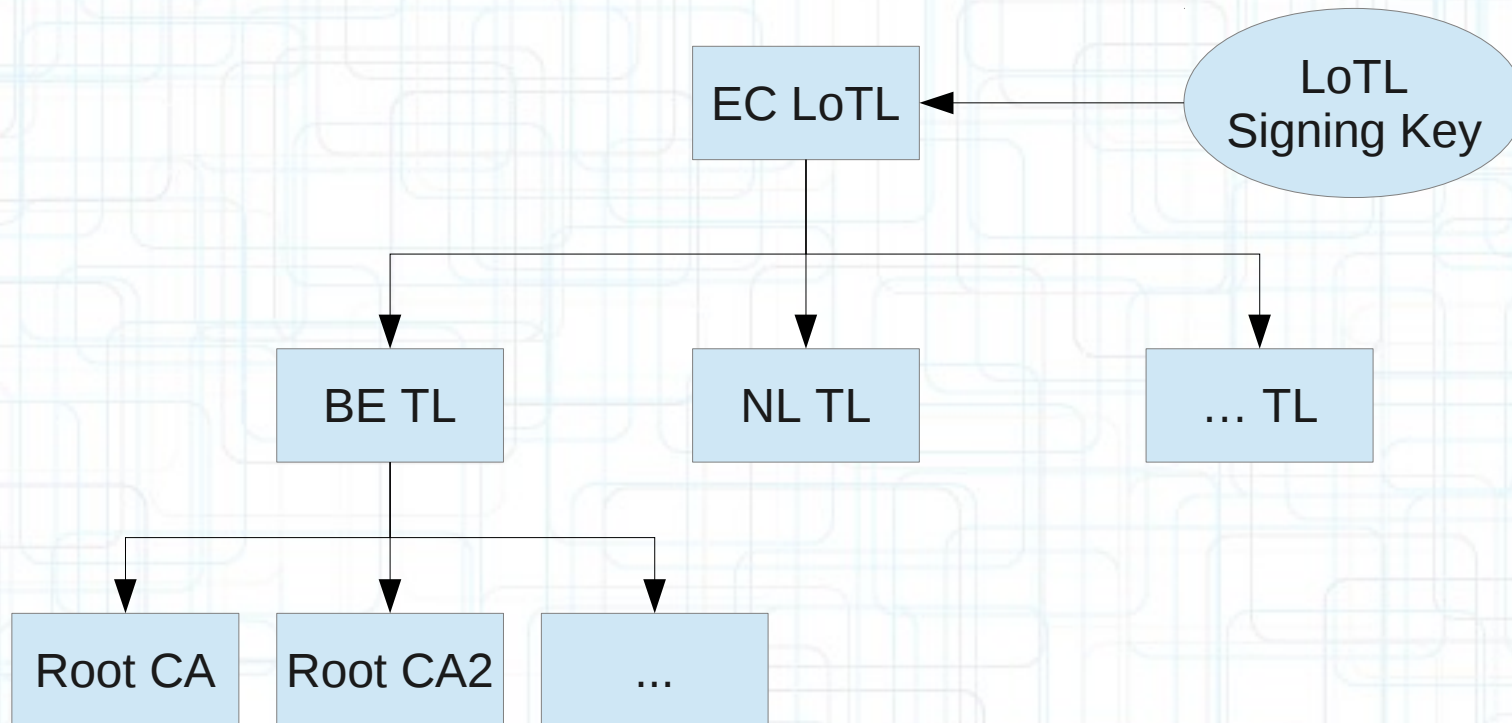 EC LoTL
LoTL
Signing Key
BE TL
NL TL
... TL
Root CA
Root CA2
...